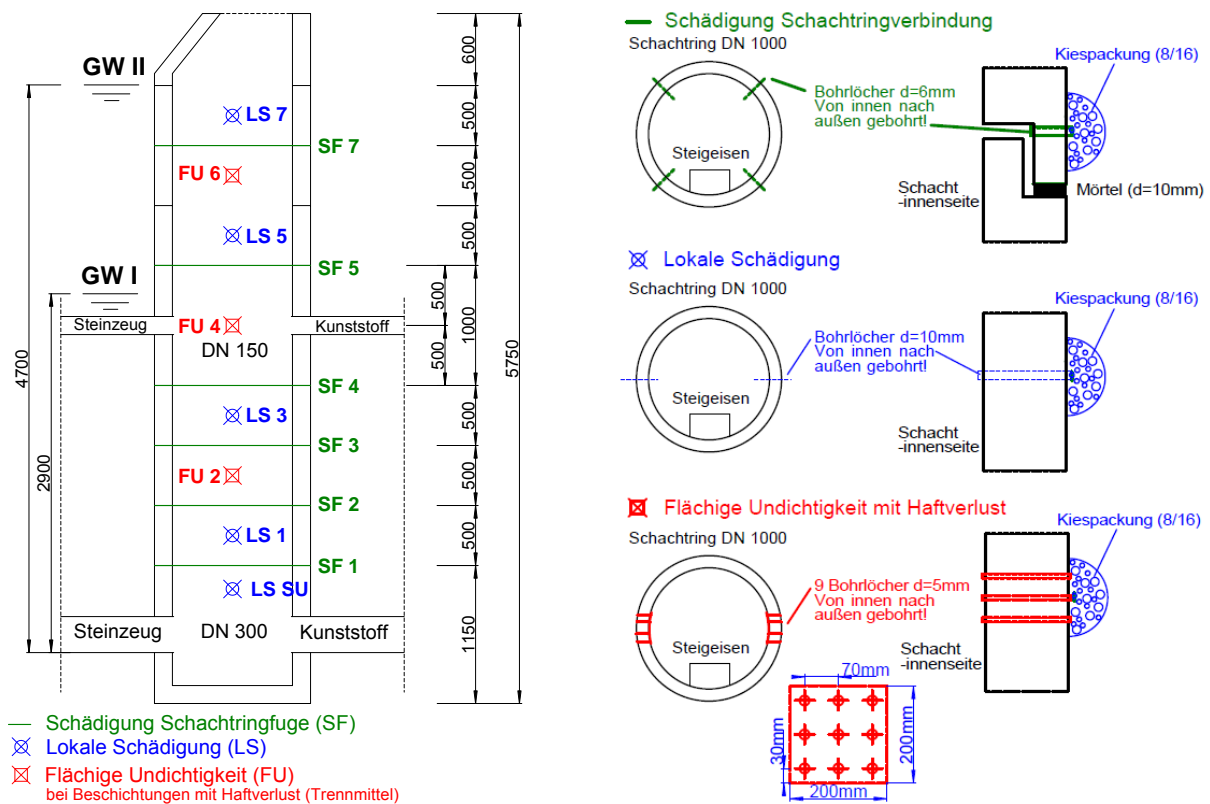 GW II
LS 7
SF 7
FU 6
LS 5
SF 5
GW I
Steinzeug
FU 4
Kunststoff
DN 150
SF 4
LS 3
SF 3
FU 2
SF 2
LS 1
SF 1
LS SU
Steinzeug
DN 300
Kunststoff
4700
2900
600
500
500
500
500
500
1000
500
500
500
1150
5750
Schädigung Schachtringfuge (SF)
Lokale Schädigung (LS)
Flächige Undichtigkeit (FU)
bei Beschichtungen mit Haftverlust (Trennmittel)
Schädigung Schachtringverbindung
Schachtring DN 1000
Steigeisen
Bohrlöcher d=6mm
Von innen nach
außen gebohrt!
Kiespackung (8/16)
Schacht
-innenseite
Mörtel (d=10mm)
Lokale Schädigung
Schachtring DN 1000
Steigeisen
Bohrlöcher d=10mm
Von innen nach
außen gebohrt!
Kiespackung (8/16)
Schacht
-innenseite
Flächige Undichtigkeit mit Haftverlust
Schachtring DN 1000
Steigeisen
9 Bohrlöcher d=5mm
Von innen nach
außen gebohrt!
Kiespackung (8/16)
Schacht
-innenseite
70mm
30mm
200mm
200mm